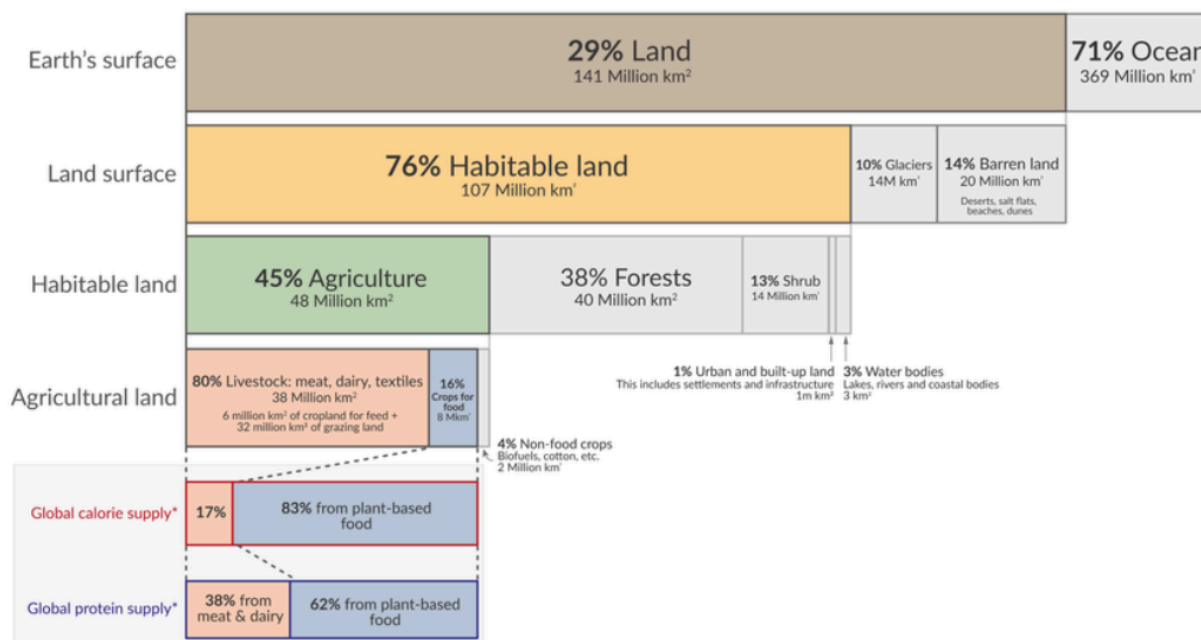 Earth's surface
29% Land
141 Million km²
71% Ocean
369 Million km²
Land surface
76% Habitable land
107 Million km²
10% Glaciers
14M km²
14% Barren land
20 Million km²
Deserts, salt flats,
beaches, dunes
Habitable land
45% Agriculture
48 Million km²
38% Forests
40 Million km²
13% Shrub
14 Million km²
1% Urban and built-up land
This includes settlements and infrastructure
1m km²
3% Water bodies
Lakes, rivers and coastal bodies
3 km²
Agricultural land
80% Livestock: meat, dairy, textiles
38 Million km²
6 million km² of cropland for feed +
32 million km² of grazing land
16%
Crops for
food
8 Mkm²
4% Non-food crops
Biofuels, cotton, etc.
2 Million km²
Global calorie supply*
17%
83% from plant-based
food
Global protein supply*
38% from
meat & dairy
62% from plant-based
food